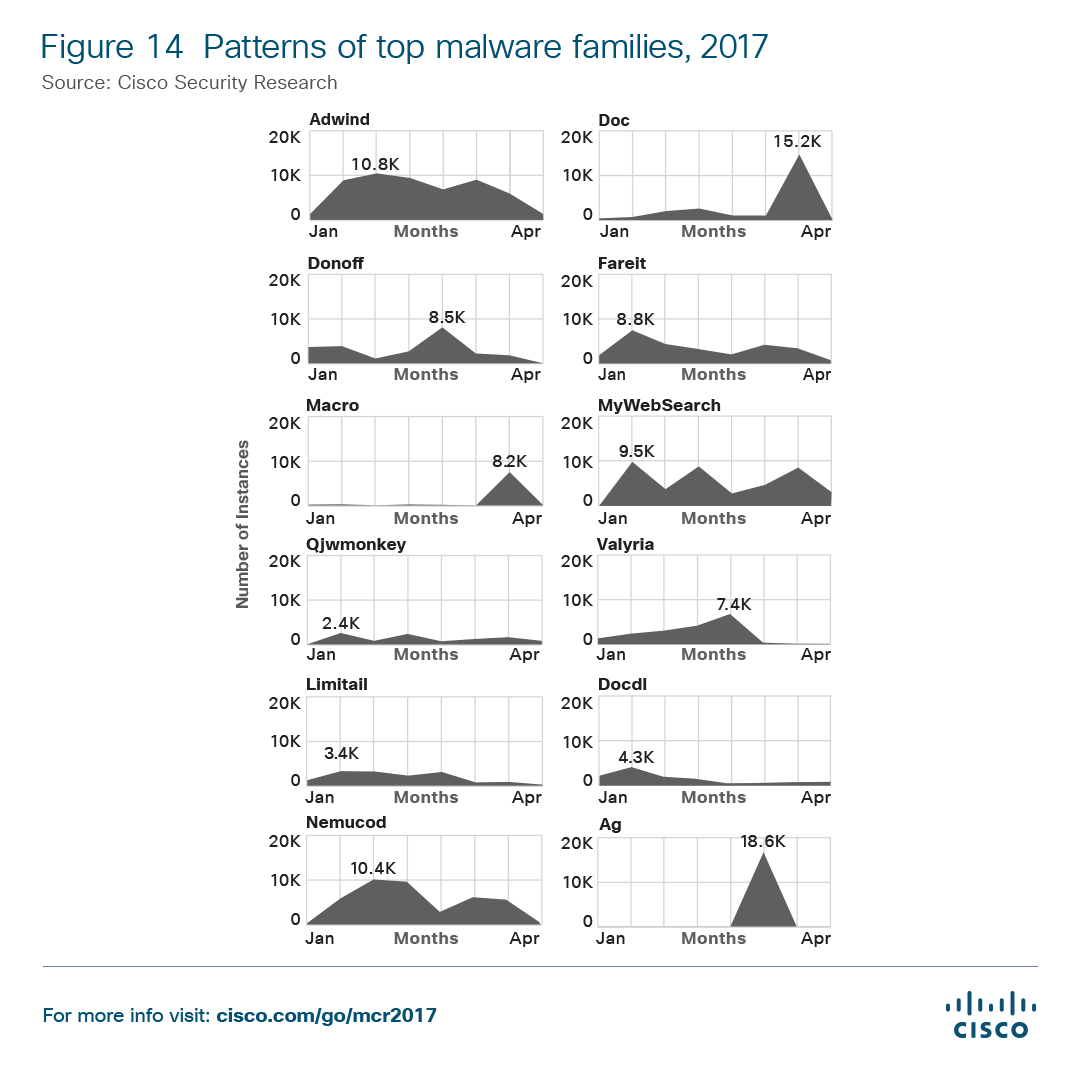 Figure 14 Patterns of top malware families, 2017
Source: Cisco Security Research
Number of Instances
Adwind
20K
10K
0
10.8K
Jan Months Apr
Doc
20K
10K
0
15.2K
Jan Months Apr
Donoff
20K
10K
0
8.5K
Jan Months Apr
Fareit
20K
10K
0
8.8K
Jan Months Apr
Macro
20K
10K
0
8.2K
Jan Months Apr
MyWebSearch
20K
10K
0
9.5K
Jan Months Apr
Qjwmonkey
20K
10K
0
2.4K
Jan Months Apr
Valyria
20K
10K
0
7.4K
Jan Months Apr
Limitail
20K
10K
0
3.4K
Jan Months Apr
Docdl
20K
10K
0
4.3K
Jan Months Apr
Nemucod
20K
10K
0
10.4K
Jan Months Apr
Ag
20K
10K
0
18.6K
Jan Months Apr
For more info visit: cisco.com/go/mcr2017
CISCO